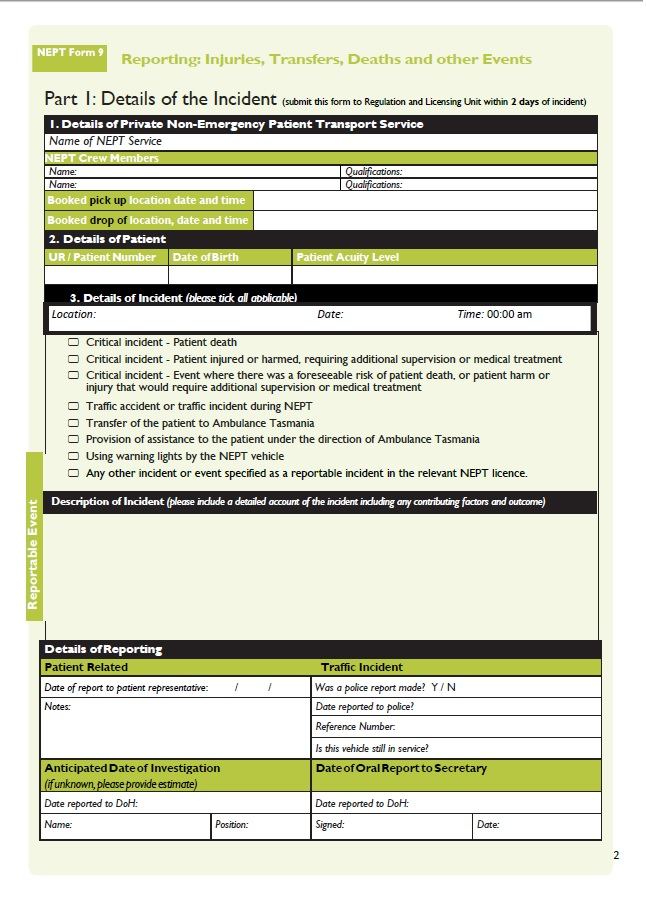 NEPT Form 9
Reporting: Injuries, Transfers, Deaths and other Events
Part 1: Details of the Incident (submit this form to Regulation and Licensing Unit within 2 days of incident)
1. Details of Private Non-Emergency Patient Transport Service
Name of NEPT Service
NEPT Crew Members
Name: Qualifications:
Name: Qualifications:
Booked pick up location date and time
Booked drop of location, date and time
2. Details of Patient
UR / Patient Number Date of Birth Patient Acuity Level
3. Details of Incident (please tick all applicable)
Location: Date: Time: 00:00 am
Critical incident - Patient death
Critical incident - Patient injured or harmed, requiring additional supervision or medical treatment
Critical incident - Event where there was a foreseeable risk of patient death, or patient harm or
injury that would require additional supervision or medical treatment
Traffic accident or traffic incident during NEPT
Transfer of the patient to Ambulance Tasmania
Provision of assistance to the patient under the direction of Ambulance Tasmania
Using warning lights by the NEPT vehicle
Any other incident or event specified as a reportable incident in the relevant NEPT licence.
Reportable Event
Description of Incident (please include a detailed account of the incident including any contributing factors and outcome)
Details of Reporting
Patient Related Traffic Incident
Date of report to patient representative: / / Was a police report made? Y / N
Notes: Date reported to police?
Reference Number:
Is this vehicle still in service?
Anticipated Date of Investigation Date of Oral Report to Secretary
(if unknown, please provide estimate)
Date reported to DoH: Date reported to DoH:
Name: Position: Signed: Date:
2